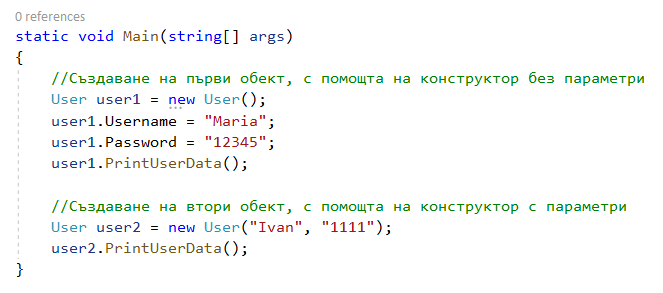 0 references
static void Main(string[] args)
{
    //Създаване на първи обект, с помощта на конструктор без параметри
    User user1 = new User();
    user1.Username = "Maria";
    user1.Password = "12345";
    user1.PrintUserData();

    //Създаване на втори обект, с помощта на конструктор с параметри
    User user2 = new User("Ivan", "1111");
    user2.PrintUserData();
}